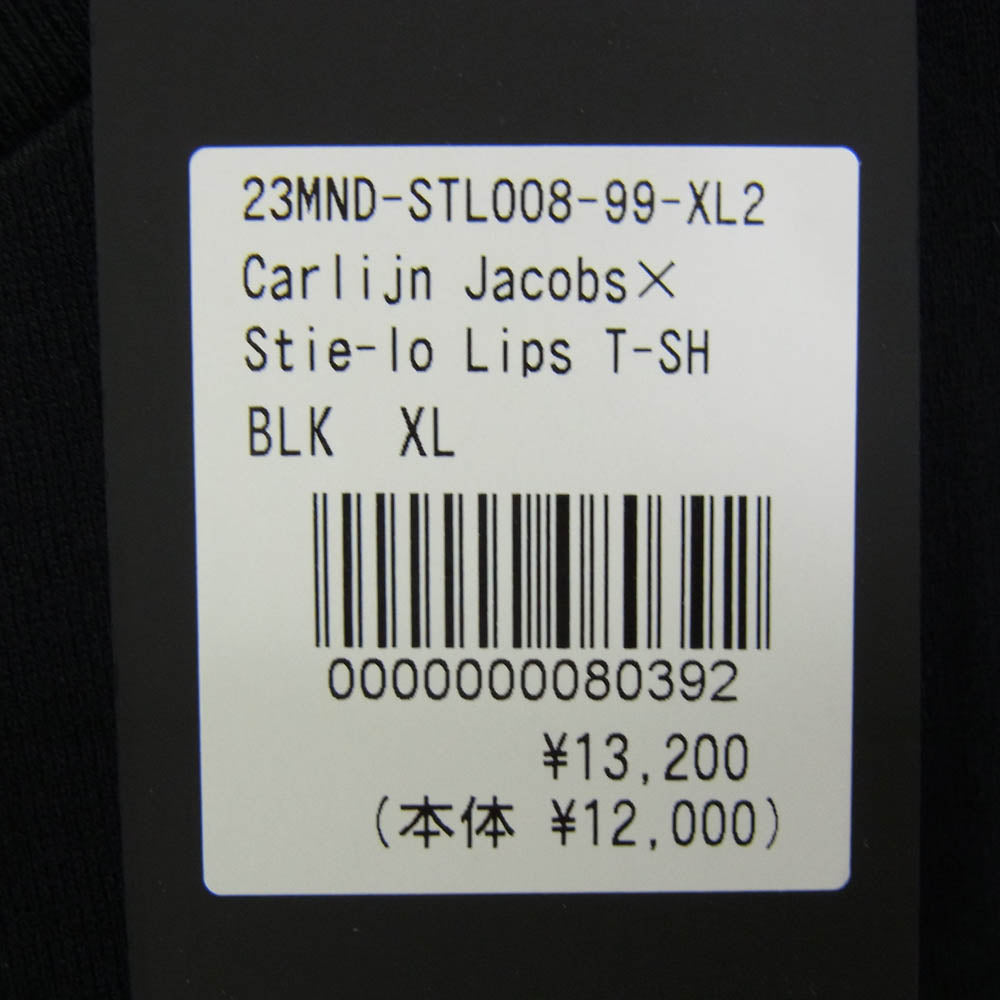 23MND-STL008-99-XL2
Carlijn Jacobs×
Stie-lo Lips T-SH
BLK XL
0000000080392
¥13,200
(本体 ¥12,000)